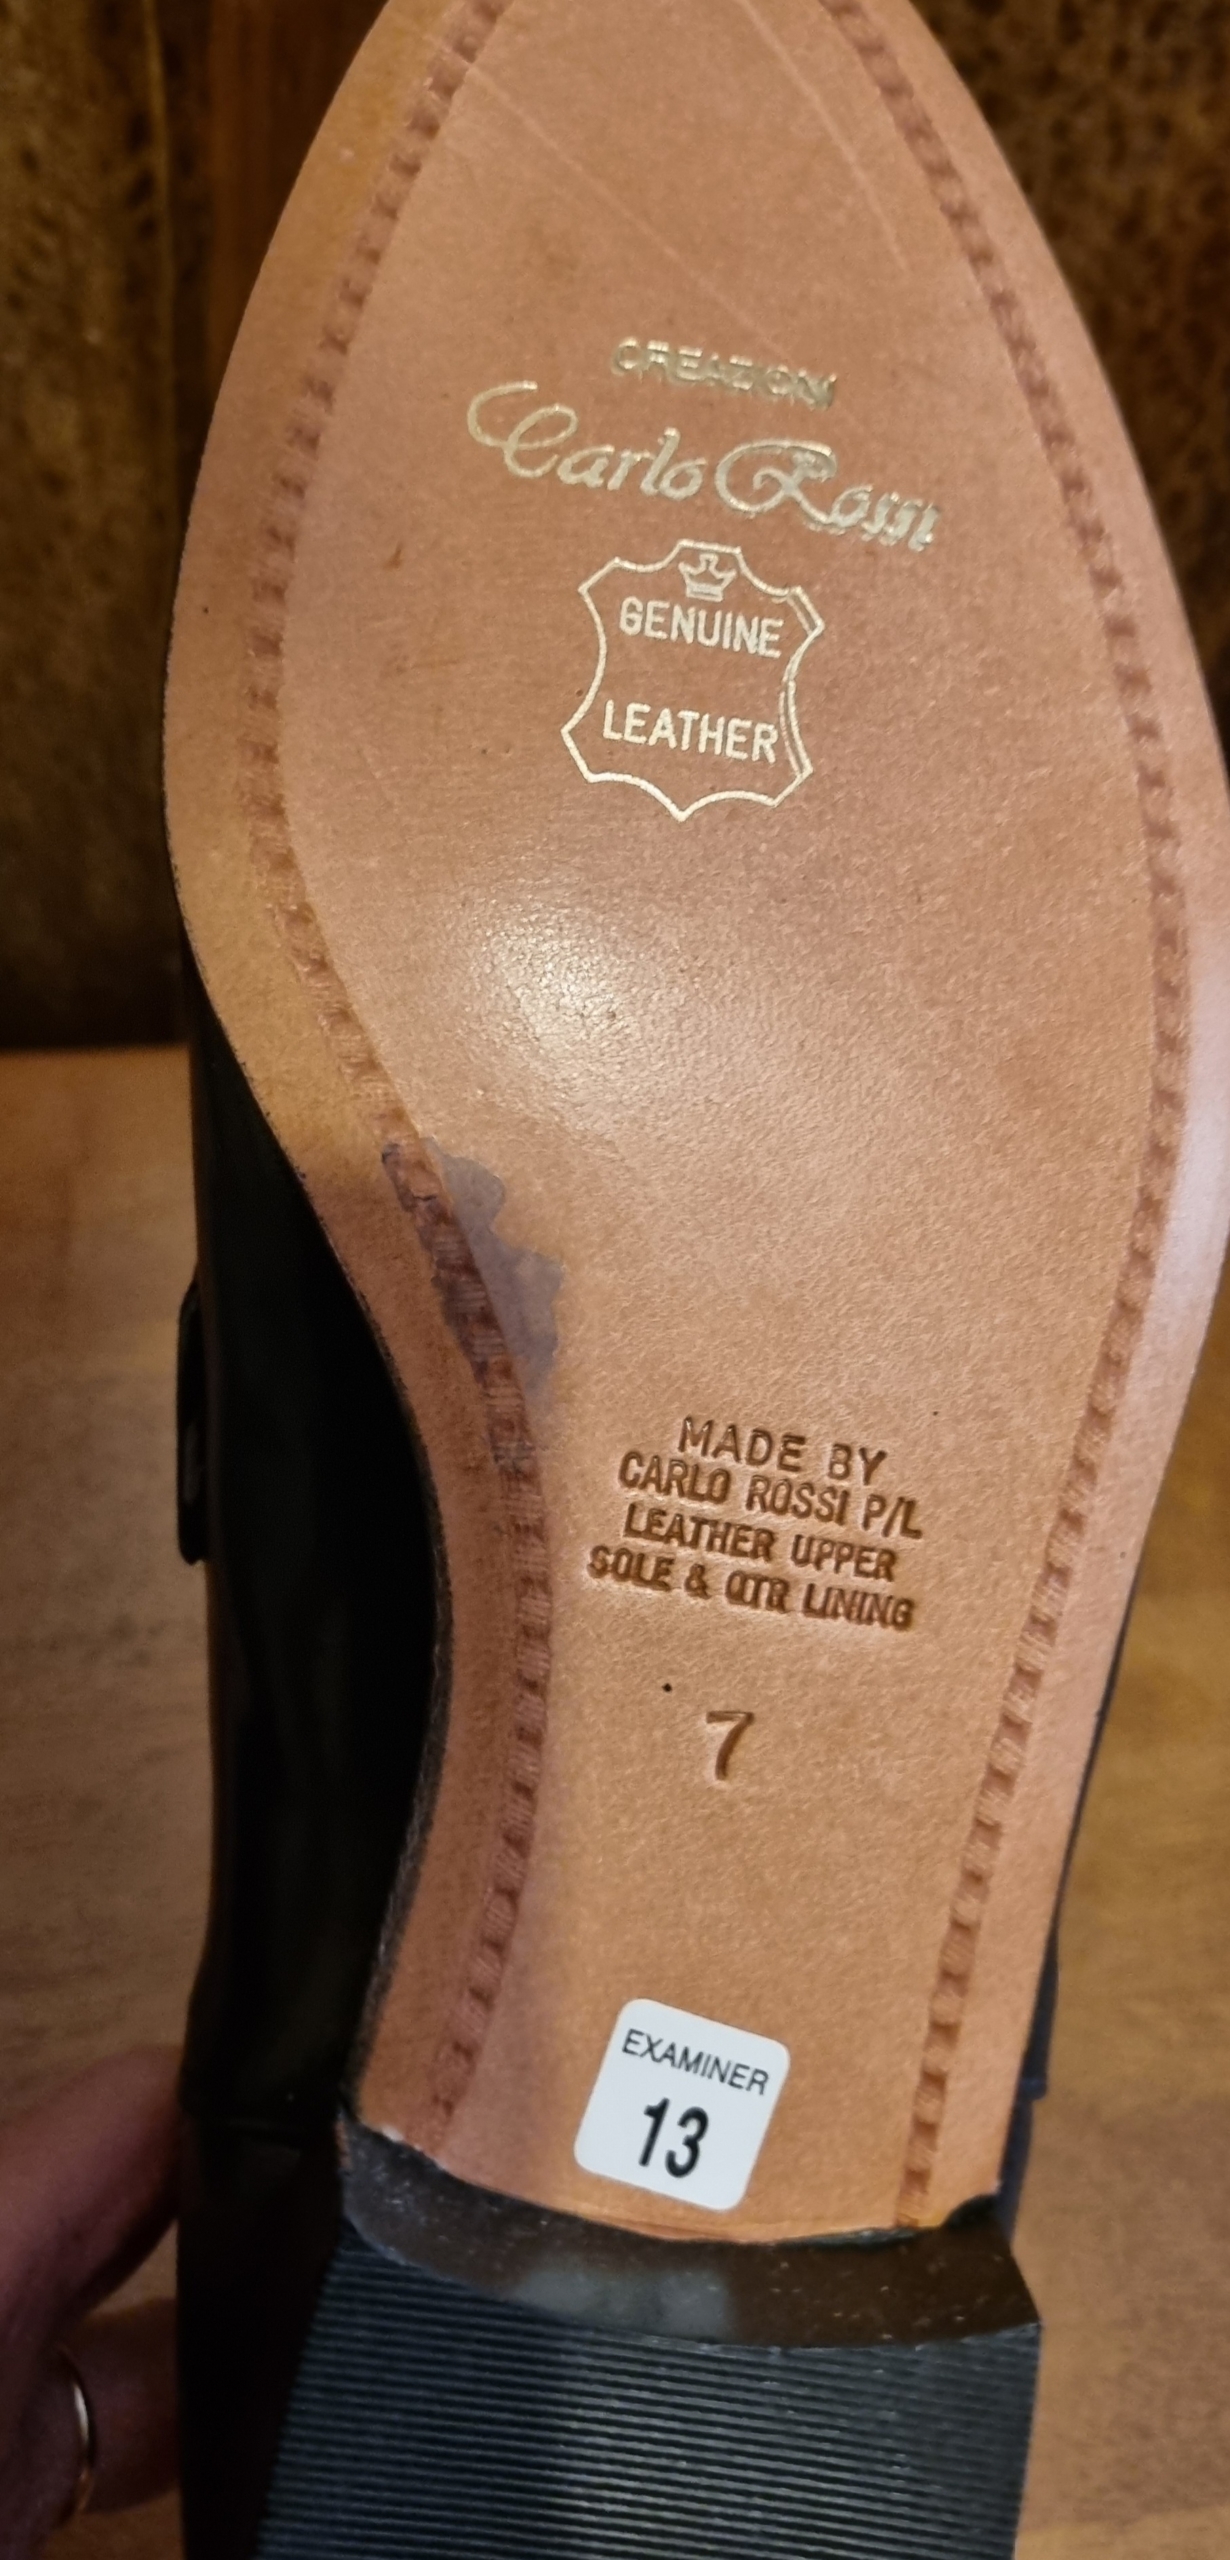 CREAZIONI
Carlo Rossi
GENUINE
LEATHER
MADE BY
CARLO ROSSI P/L
LEATHER UPPER
SOLE & QTR LINING
7
EXAMINER
13